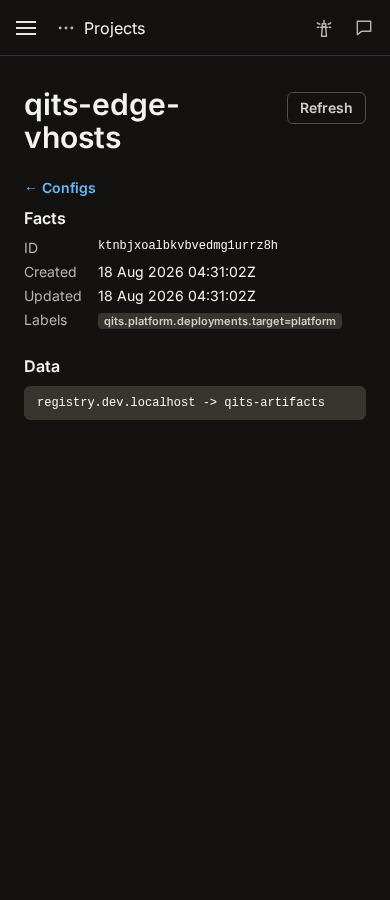 ··· Projects
qits-edge-
vhosts
Refresh
← Configs
Facts
ID ktnbjxoalbkvbvedmg1urrz8h
Created 18 Aug 2026 04:31:02Z
Updated 18 Aug 2026 04:31:02Z
Labels qits.platform.deployments.target=platform
Data
registry.dev.localhost -> qits-artifacts